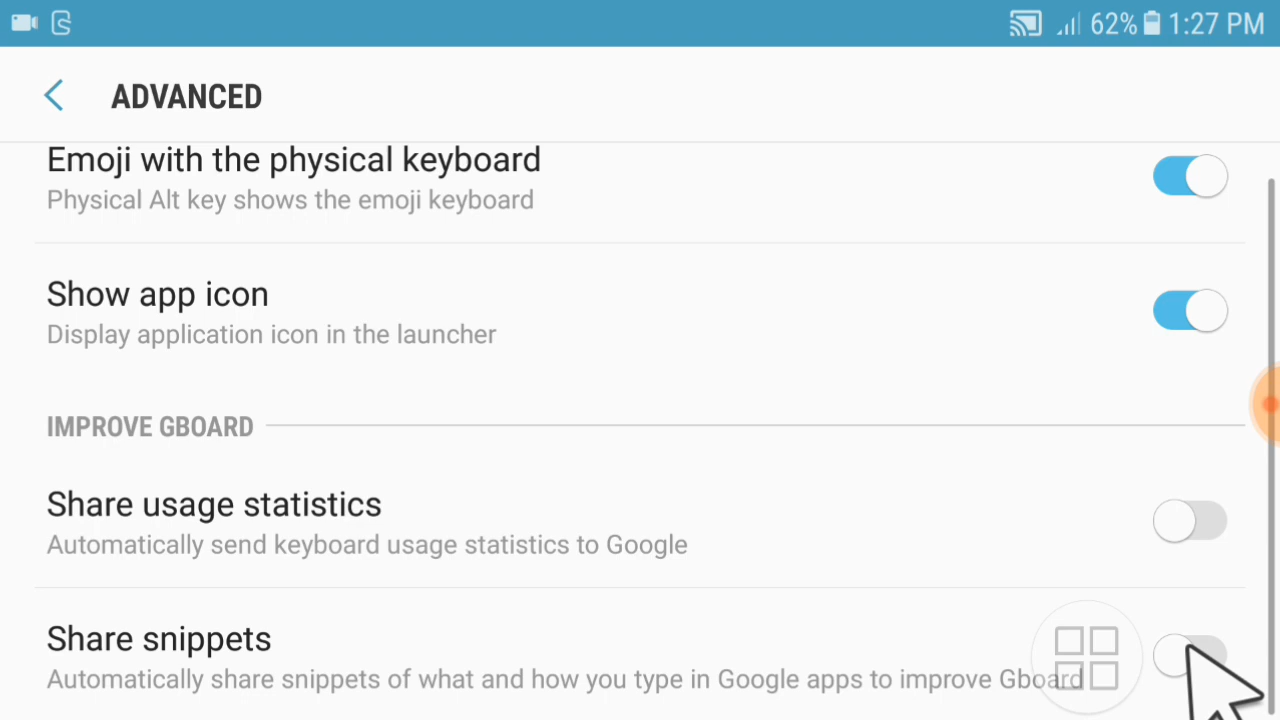 62% 1:27 PM
ADVANCED
Emoji with the physical keyboard
Physical Alt key shows the emoji keyboard
Show app icon
Display application icon in the launcher
IMPROVE GBOARD
Share usage statistics
Automatically send keyboard usage statistics to Google
Share snippets
Automatically share snippets of what and how you type in Google apps to improve Gboard